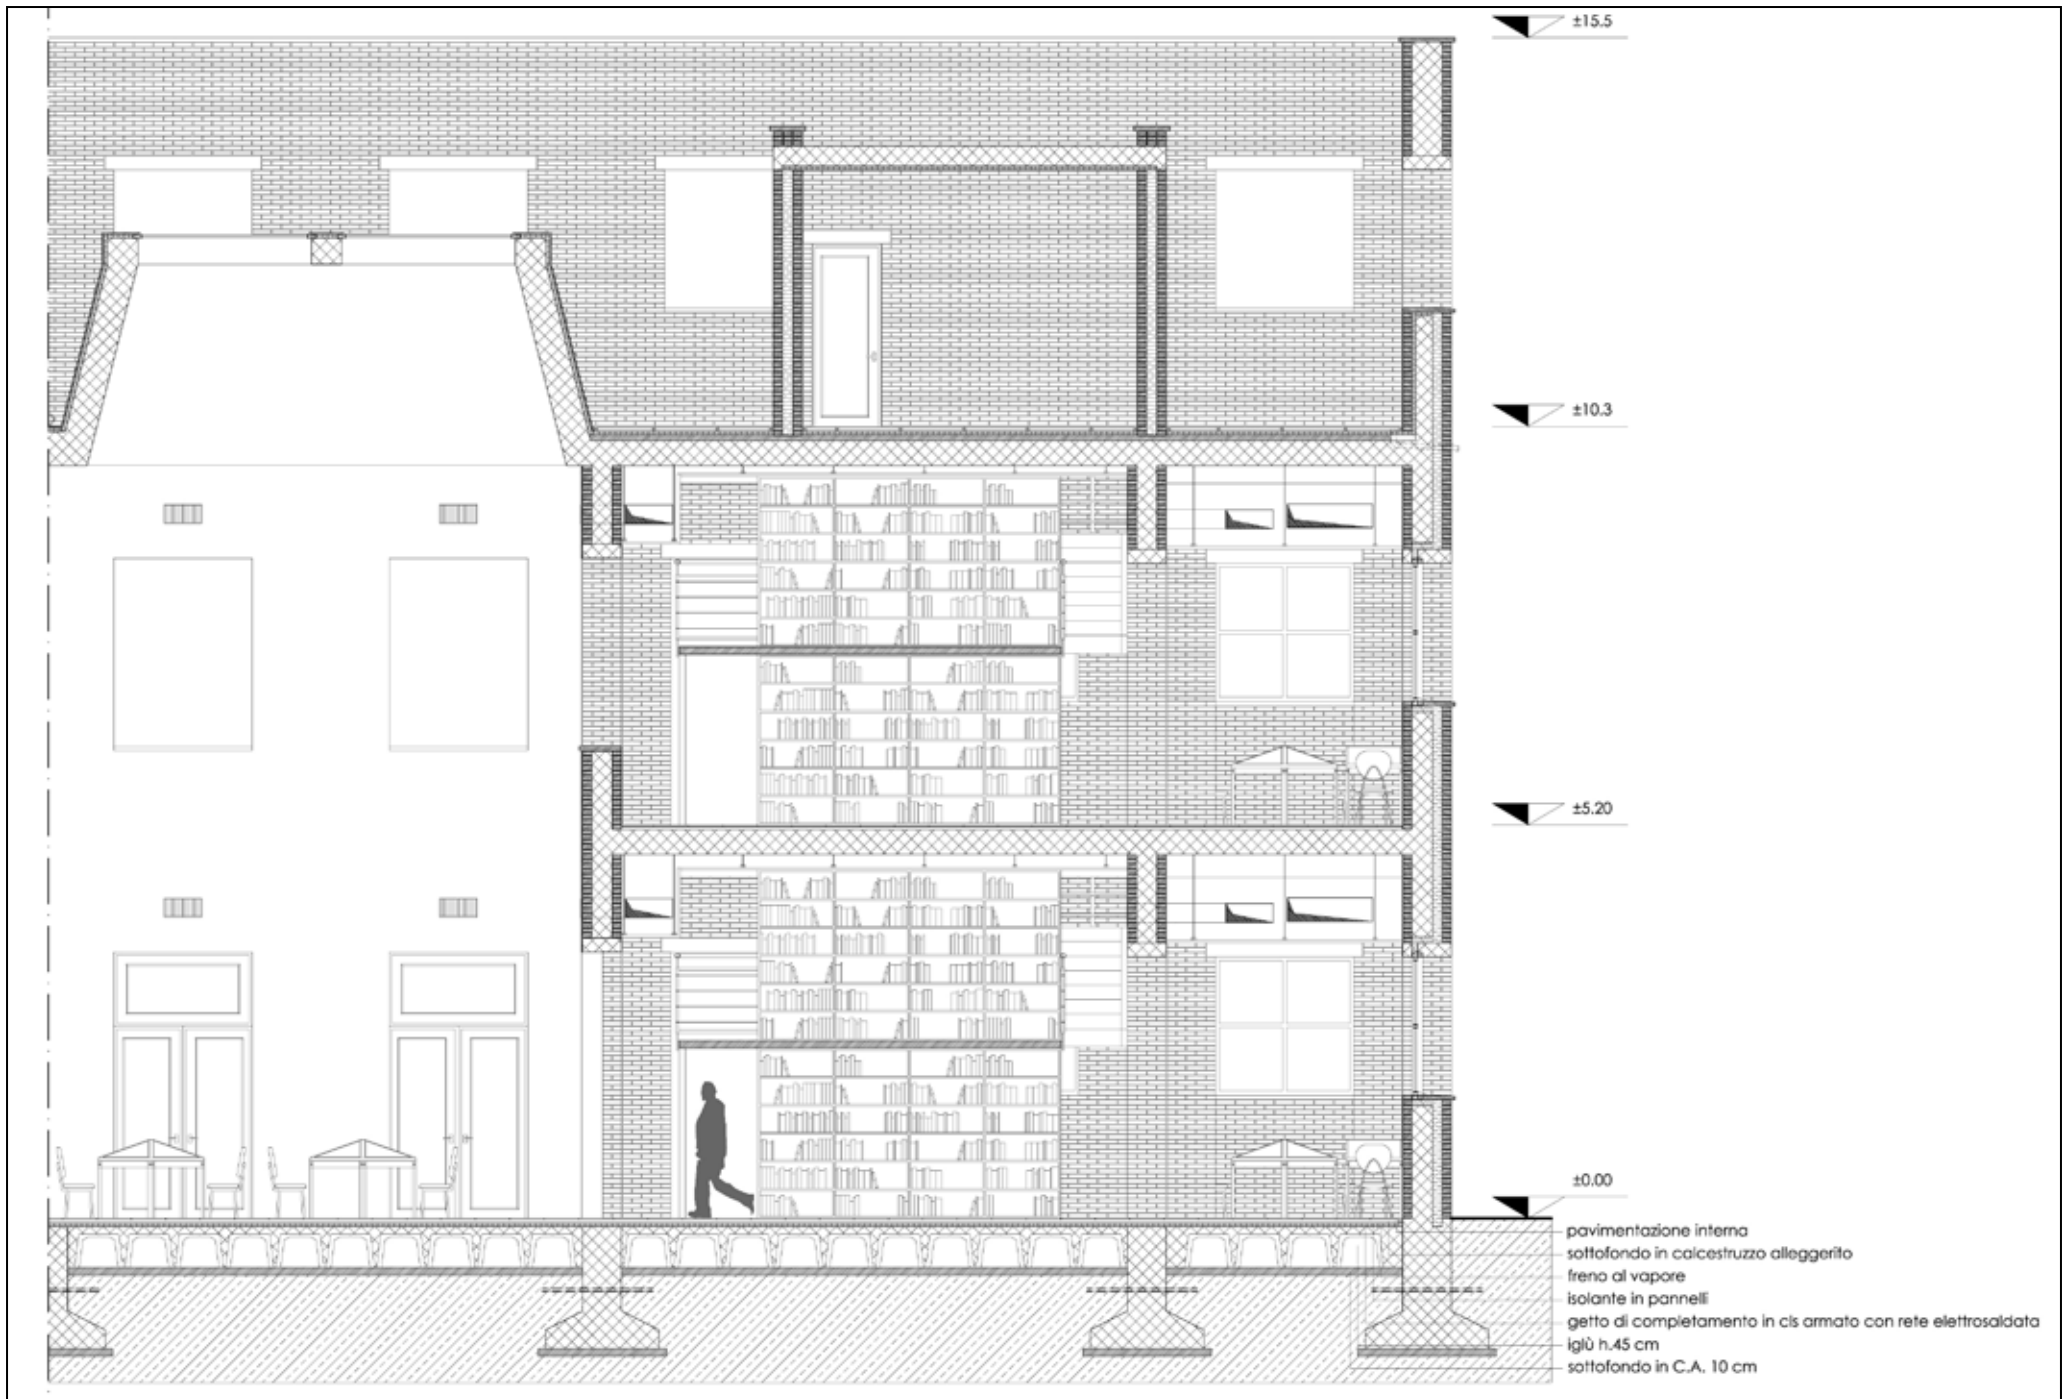 ±15.5
±10.3
±5.20
±0.00
pavimentazione interna
sottofondo in calcestruzzo alleggerito
freno al vapore
isolante in pannelli
getto di completamento in cls armato con rete elettrosaldata
iglù h.45 cm
sottofondo in C.A. 10 cm